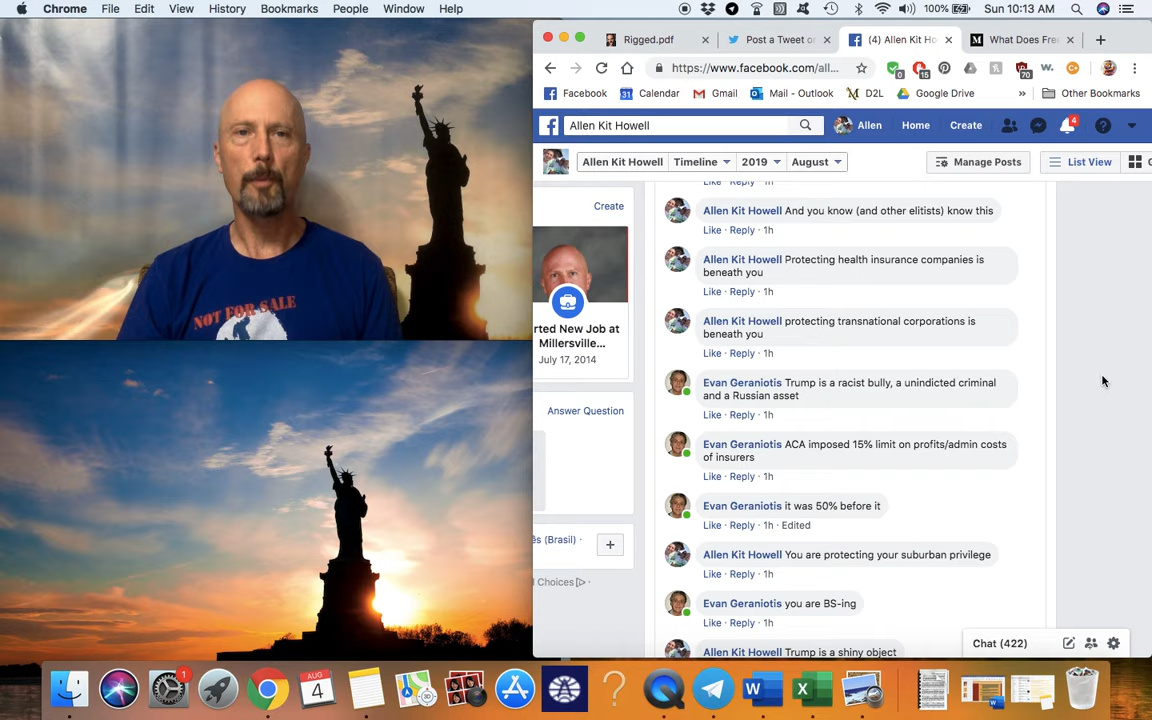 Chrome File Edit View History Bookmarks People Window Help
100% Sun 10:13 AM
NOT FOR SALE
Rigged.pdf Post a Tweet or (4) Allen Kit Ho What Does Fre
https://www.facebook.com/all...
0 15 70 W.
Facebook 31 Calendar Gmail Mail - Outlook D2L Google Drive » Other Bookmarks
Allen Kit Howell Allen Home Create 4
Allen Kit Howell Timeline 2019 August Manage Posts List View
Like · Reply · 1h
Create
Allen Kit Howell And you know (and other elitists) know this
Like · Reply · 1h
Allen Kit Howell Protecting health insurance companies is
beneath you
Like · Reply · 1h
rted New Job at
Millersville...
July 17, 2014
Allen Kit Howell protecting transnational corporations is
beneath you
Like · Reply · 1h
Evan Geraniotis Trump is a racist bully, a unindicted criminal
and a Russian asset
Like · Reply · 1h
Answer Question
Evan Geraniotis ACA imposed 15% limit on profits/admin costs
of insurers
Like · Reply · 1h
Evan Geraniotis it was 50% before it
Like · Reply · 1h · Edited
ês (Brasil) ·
+
Choices
Allen Kit Howell You are protecting your suburban privilege
Like · Reply · 1h
Evan Geraniotis you are BS-ing
Like · Reply · 1h
Allen Kit Howell Trump is a shiny object
Chat (422)
1
AUG
4
W X